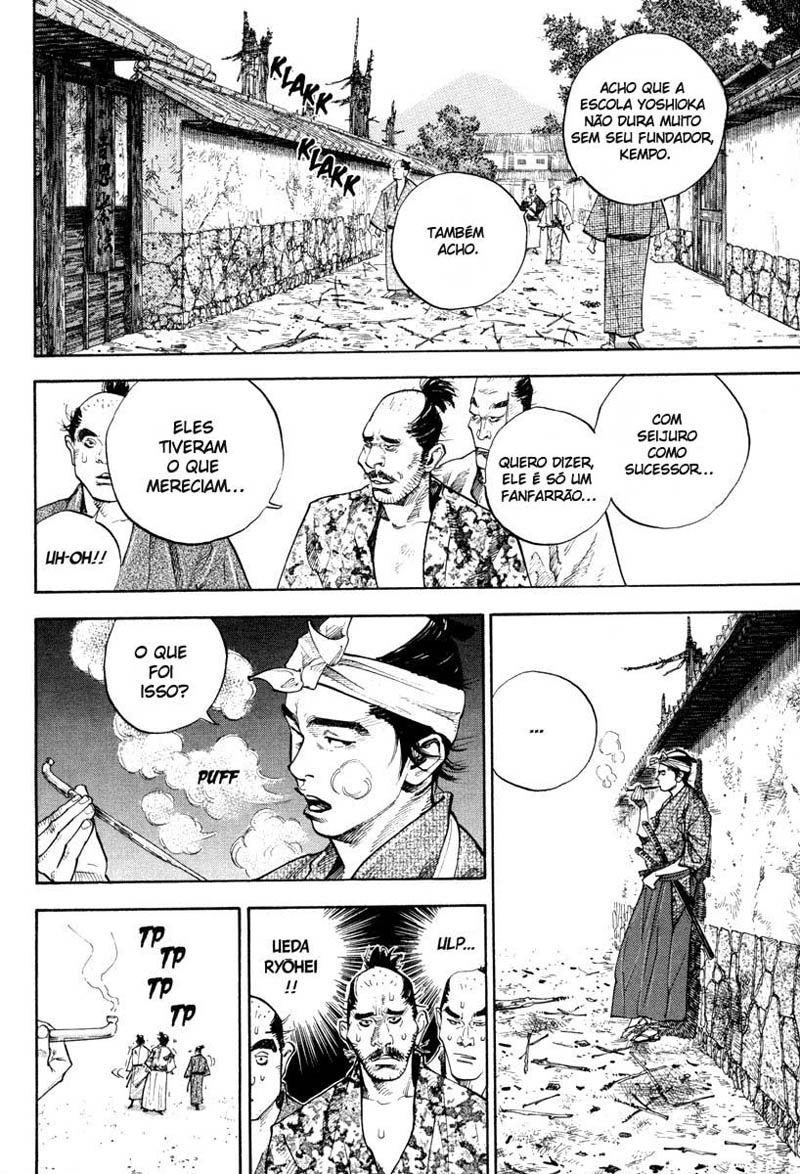 ACHO QUE A
ESCOLA YOSHIOKA
NÃO DURA MUITO
SEM SEU FUNDADOR,
KEMPO.
KLAKK
KLAKK
TAMBÉM
ACHO.
COM
SEIJURO
COMO
SUCESSOR...
QUERO DIZER,
ELE É SÓ UM
FANFARRÃO...
ELES
TIVERAM
O QUE
MERECIAM...
UH-OH!!
...
O QUE
FOI
ISSO?
PUFF
ULP...
UEDA
RYŌHEI
!!
TP
TP
TP
TP